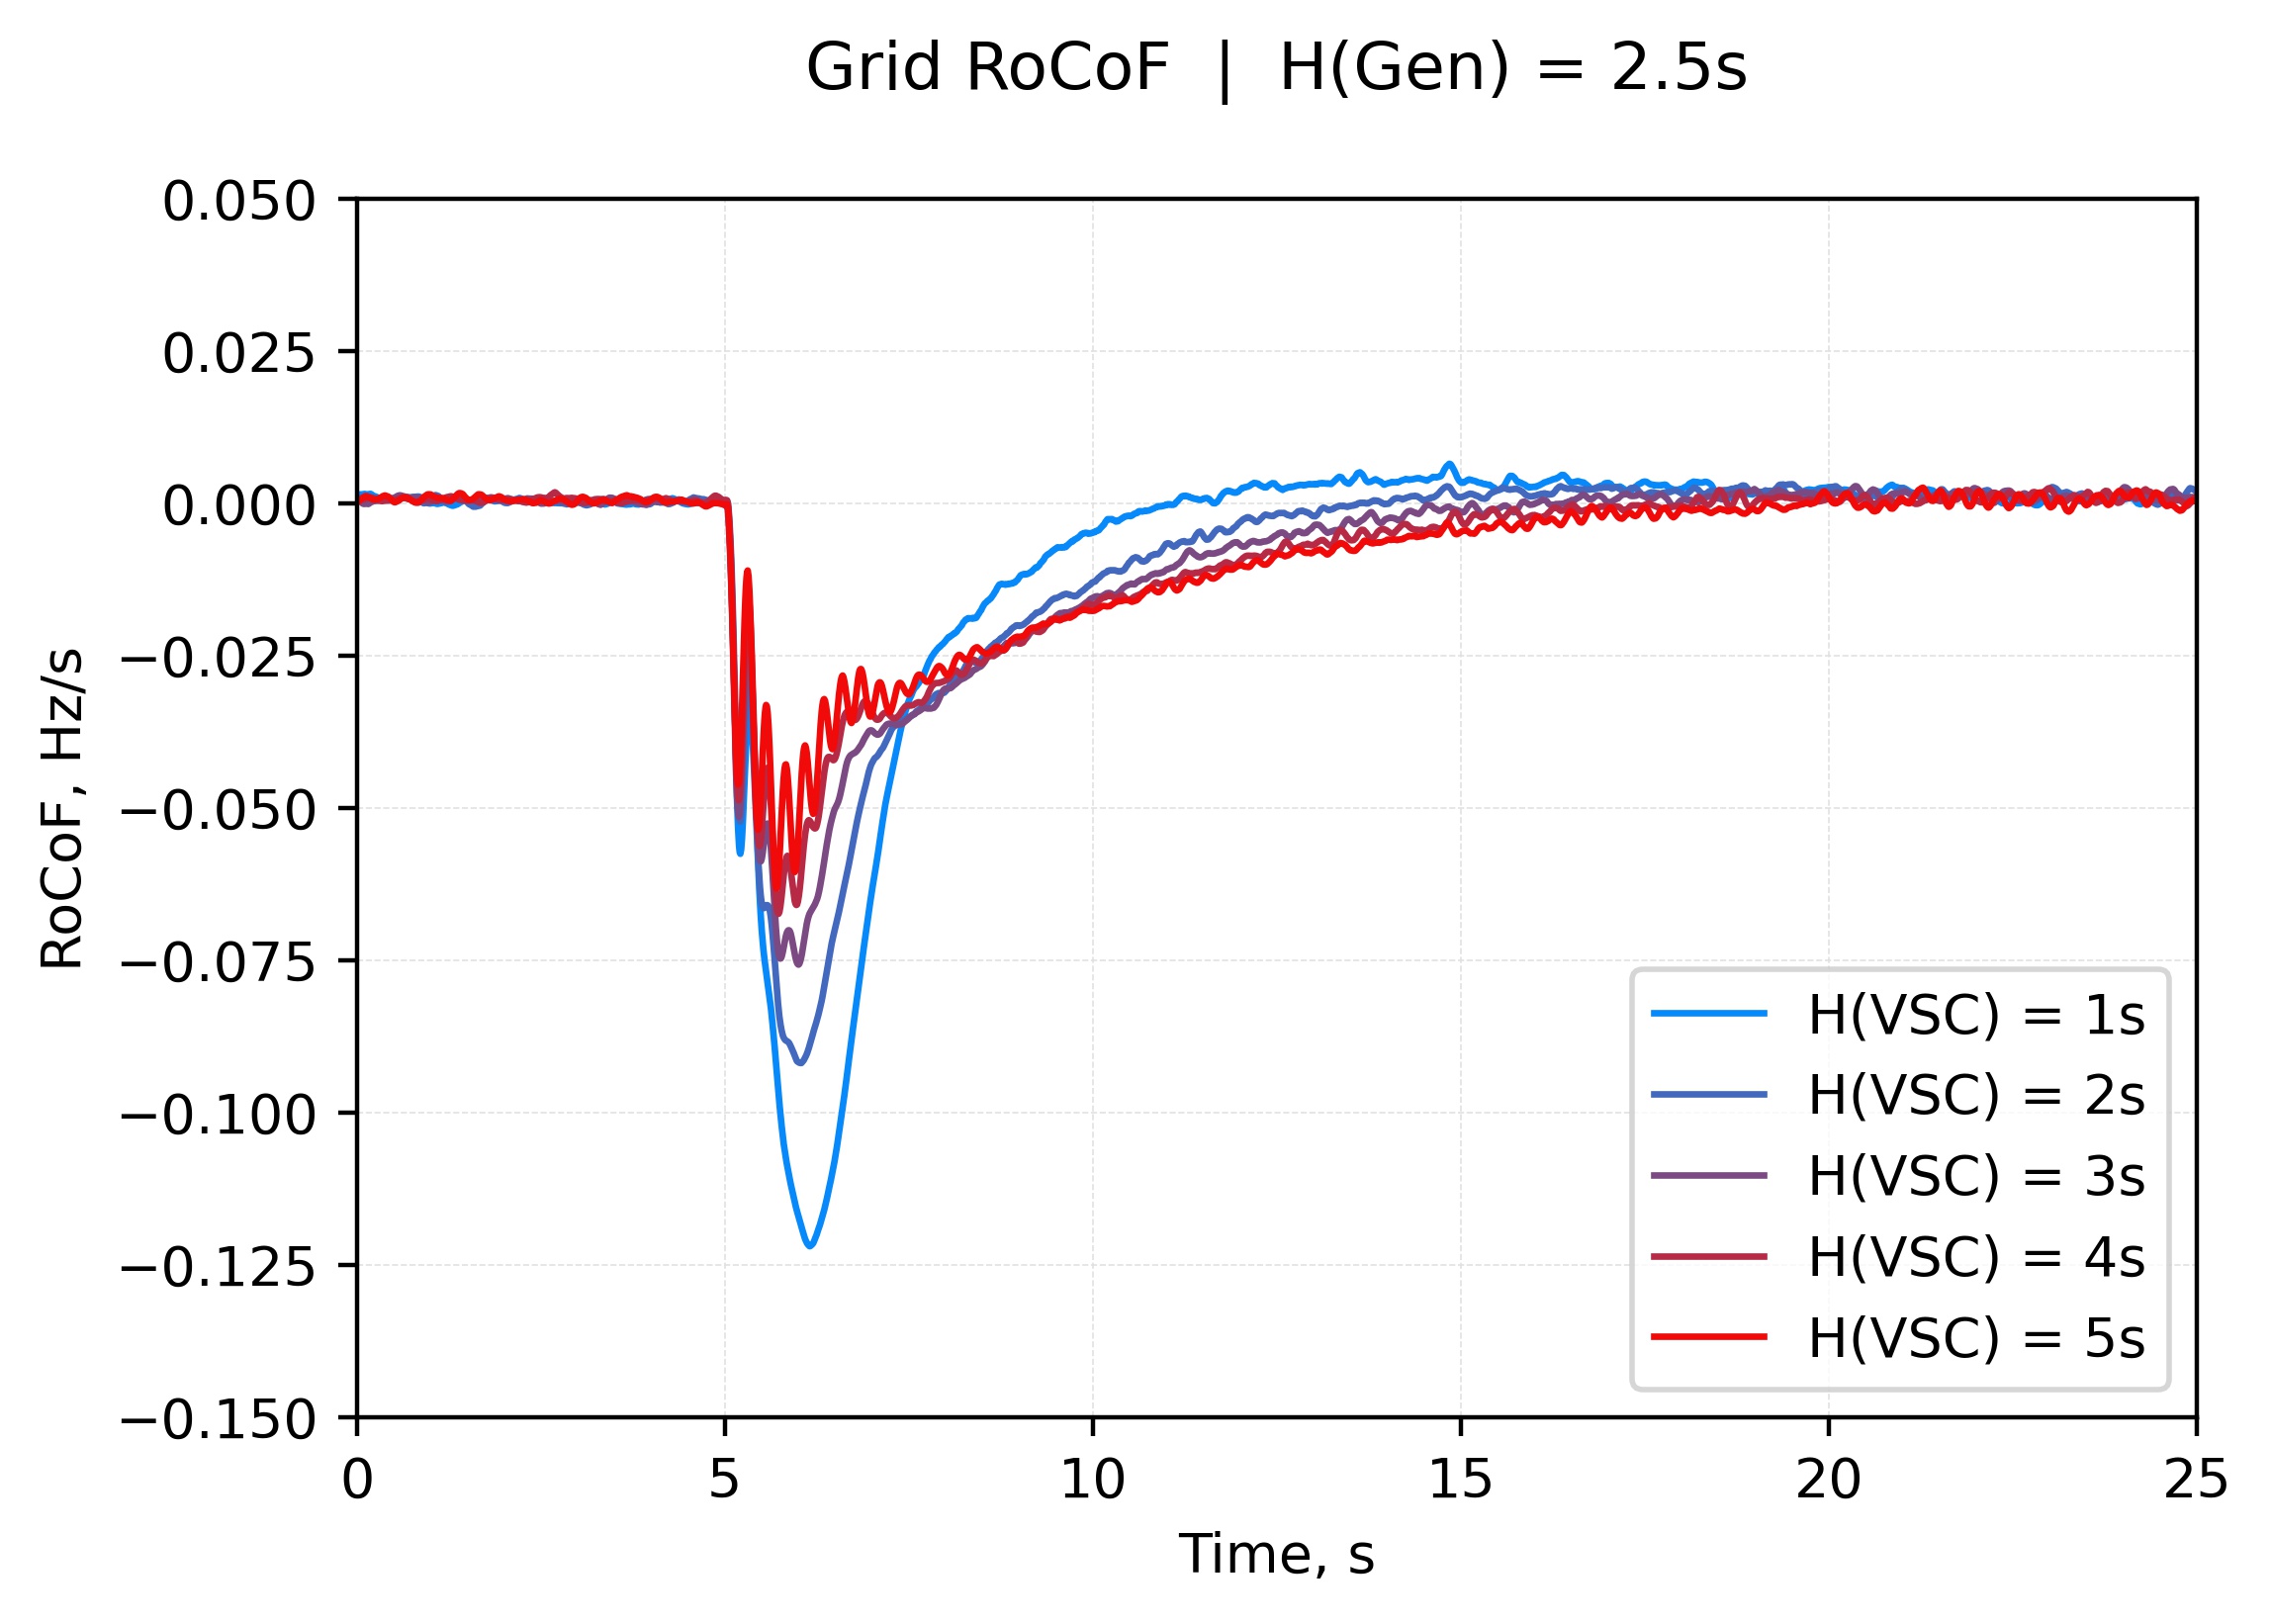 Grid RoCoF | H(Gen) = 2.5s
0.050
0.025
0.000
−0.025
−0.050
−0.075
−0.100
−0.125
−0.150
RoCoF, Hz/s
H(VSC) = 1s
H(VSC) = 2s
H(VSC) = 3s
H(VSC) = 4s
H(VSC) = 5s
0 5 10 15 20 25
Time, s